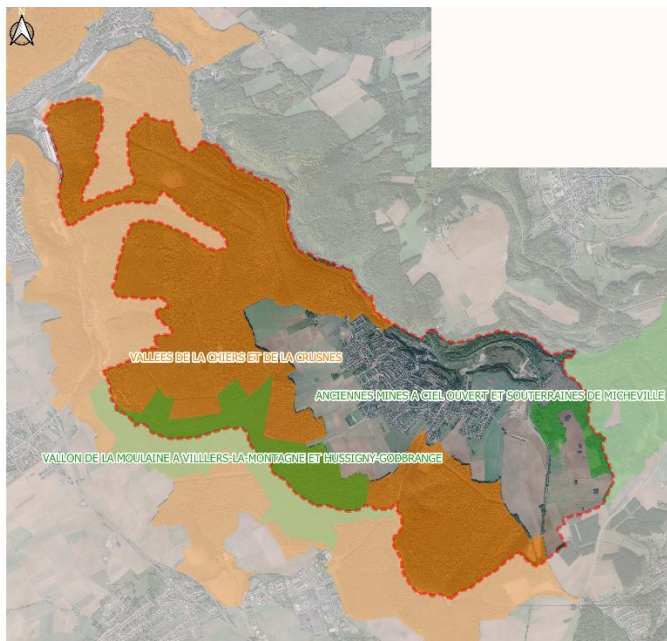 N
VALLEES DE LA CHIERS ET DE LA CRUSNES
ANCIENNES MINES A CIEL OUVERT ET SOUTERRAINES DE MICHEVILLE
VALLON DE LA MOULAINE A VILLLERS-LA-MONTAGNE ET HUSSIGNY-GODBRANGE